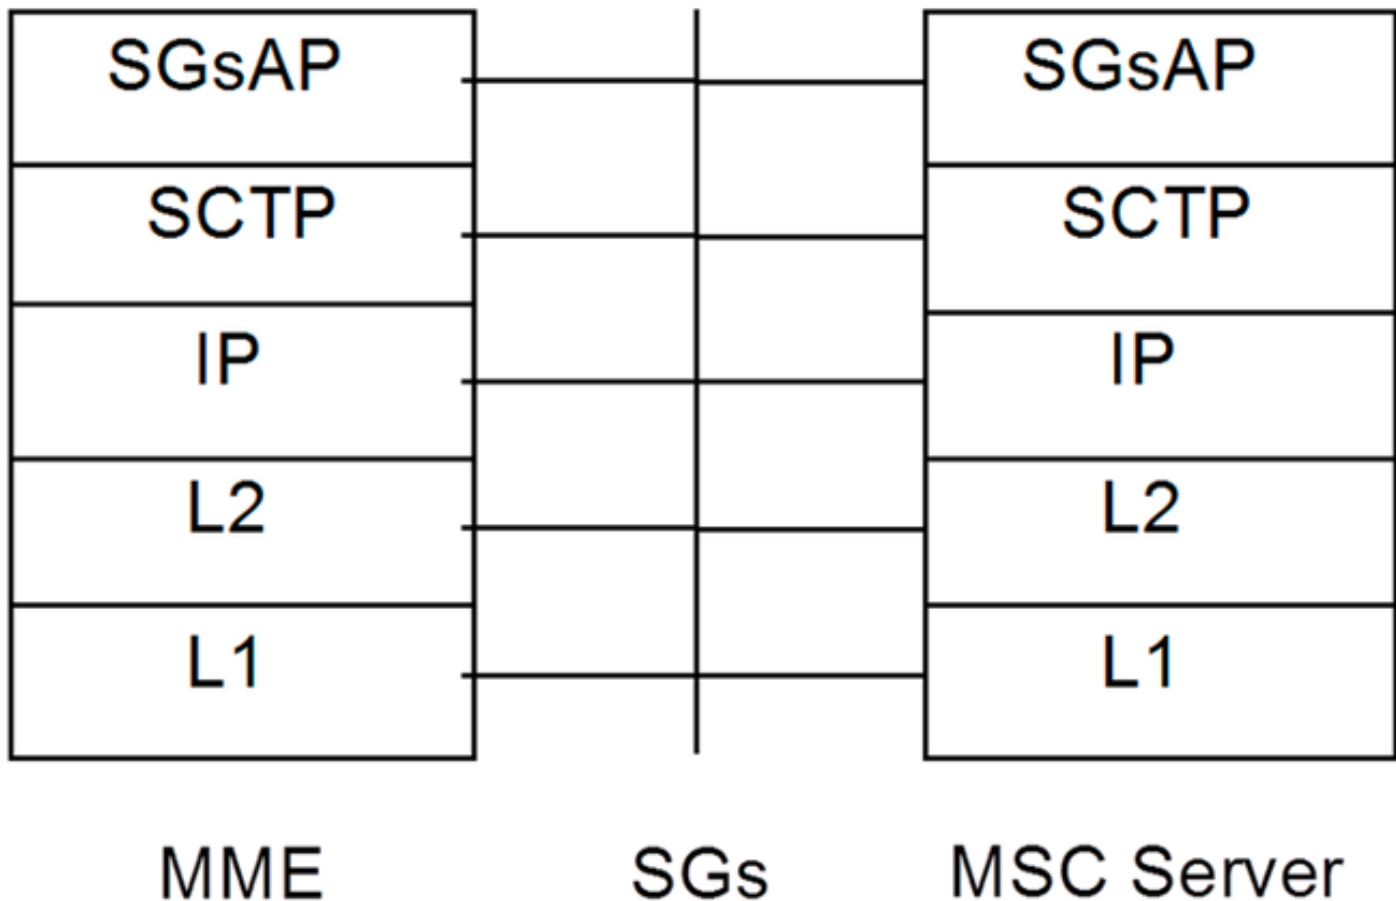 SGsAP SGsAP
SCTP SCTP
IP IP
L2 L2
L1 L1
MME SGs MSC Server